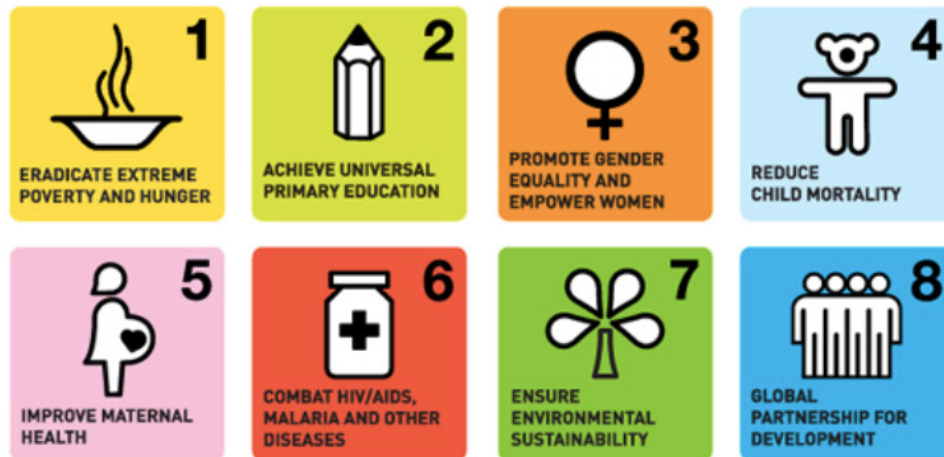 1
ERADICATE EXTREME
POVERTY AND HUNGER
2
ACHIEVE UNIVERSAL
PRIMARY EDUCATION
3
PROMOTE GENDER
EQUALITY AND
EMPOWER WOMEN
4
REDUCE
CHILD MORTALITY
5
IMPROVE MATERNAL
HEALTH
6
COMBAT HIV/AIDS,
MALARIA AND OTHER
DISEASES
7
ENSURE
ENVIRONMENTAL
SUSTAINABILITY
8
GLOBAL
PARTNERSHIP FOR
DEVELOPMENT